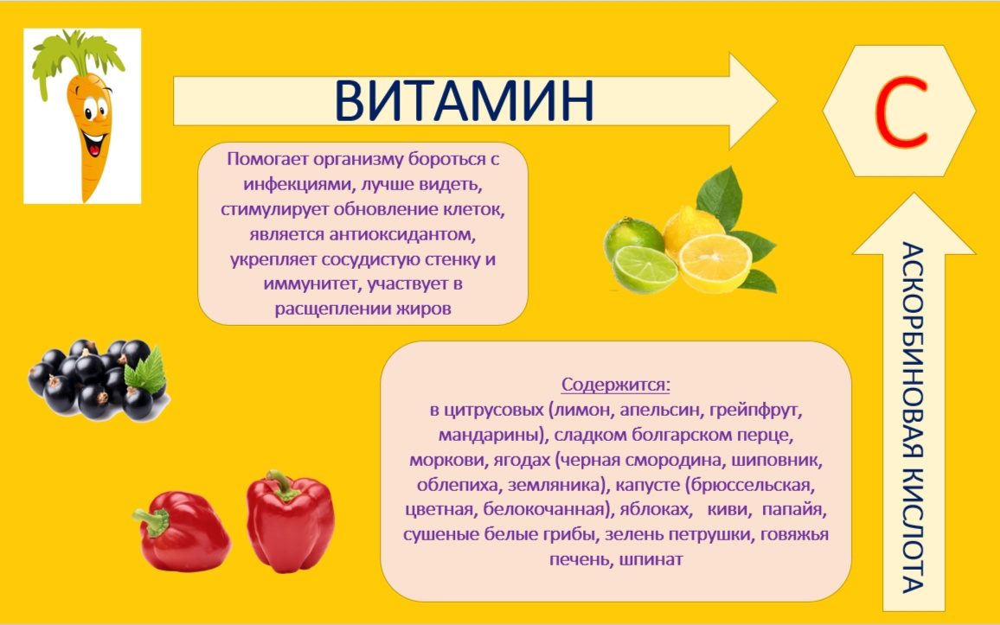 ВИТАМИН
С
Помогает организму бороться с
инфекциями, лучше видеть,
стимулирует обновление клеток,
является антиоксидантом,
укрепляет сосудистую стенку и
иммунитет, участвует в
расщеплении жиров
АСКОРБИНОВАЯ КИСЛОТА
Содержится:
в цитрусовых (лимон, апельсин, грейпфрут,
мандарины), сладком болгарском перце,
моркови, ягодах (черная смородина, шиповник,
облепиха, земляника), капусте (брюссельская,
цветная, белокочанная), яблоках, киви, папайя,
сушеные белые грибы, зелень петрушки, говяжья
печень, шпинат